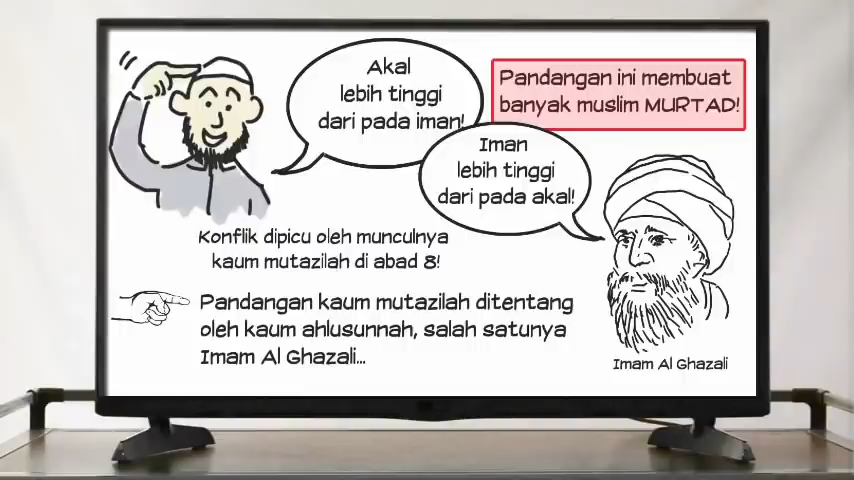 Akal
lebih tinggi
dari pada iman!
Pandangan ini membuat
banyak muslim MURTAD!
Iman
lebih tinggi
dari pada akal!
Konflik dipicu oleh munculnya
kaum mutazilah di abad 8!
Pandangan kaum mutazilah ditentang
oleh kaum ahlusunnah, salah satunya
Imam Al Ghazali...
Imam Al Ghazali